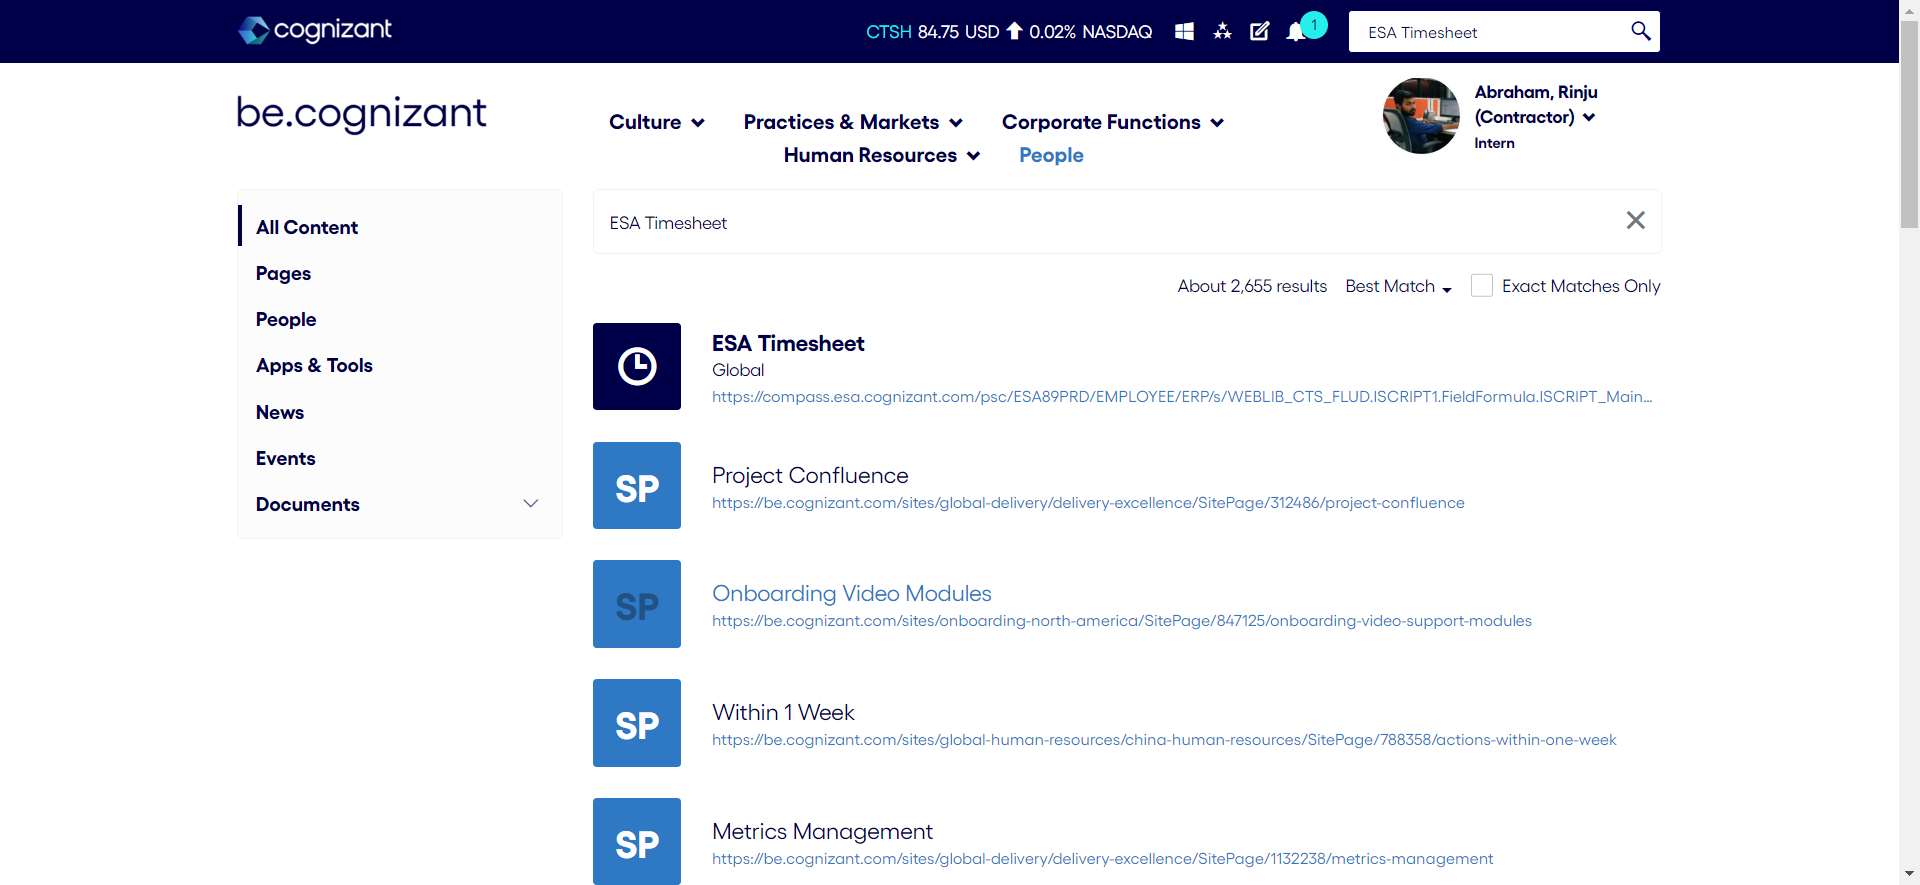 cognizant
CTSH 84.75 USD 0.02% NASDAQ
1
ESA Timesheet
be.cognizant
Culture
Practices & Markets
Corporate Functions
Human Resources
People
Abraham, Rinju
(Contractor)
Intern
All Content
Pages
People
Apps & Tools
News
Events
Documents
ESA Timesheet
About 2,655 results
Best Match
Exact Matches Only
ESA Timesheet
Global
https://compass.esa.cognizant.com/psc/ESA89PRD/EMPLOYEE/ERP/s/WEBLIB_CTS_FLUD.ISCRIPT1.FieldFormula.ISCRIPT_Main...
SP
Project Confluence
https://be.cognizant.com/sites/global-delivery/delivery-excellence/SitePage/312486/project-confluence
SP
Onboarding Video Modules
https://be.cognizant.com/sites/onboarding-north-america/SitePage/847125/onboarding-video-support-modules
SP
Within 1 Week
https://be.cognizant.com/sites/global-human-resources/china-human-resources/SitePage/788358/actions-within-one-week
SP
Metrics Management
https://be.cognizant.com/sites/global-delivery/delivery-excellence/SitePage/1132238/metrics-management